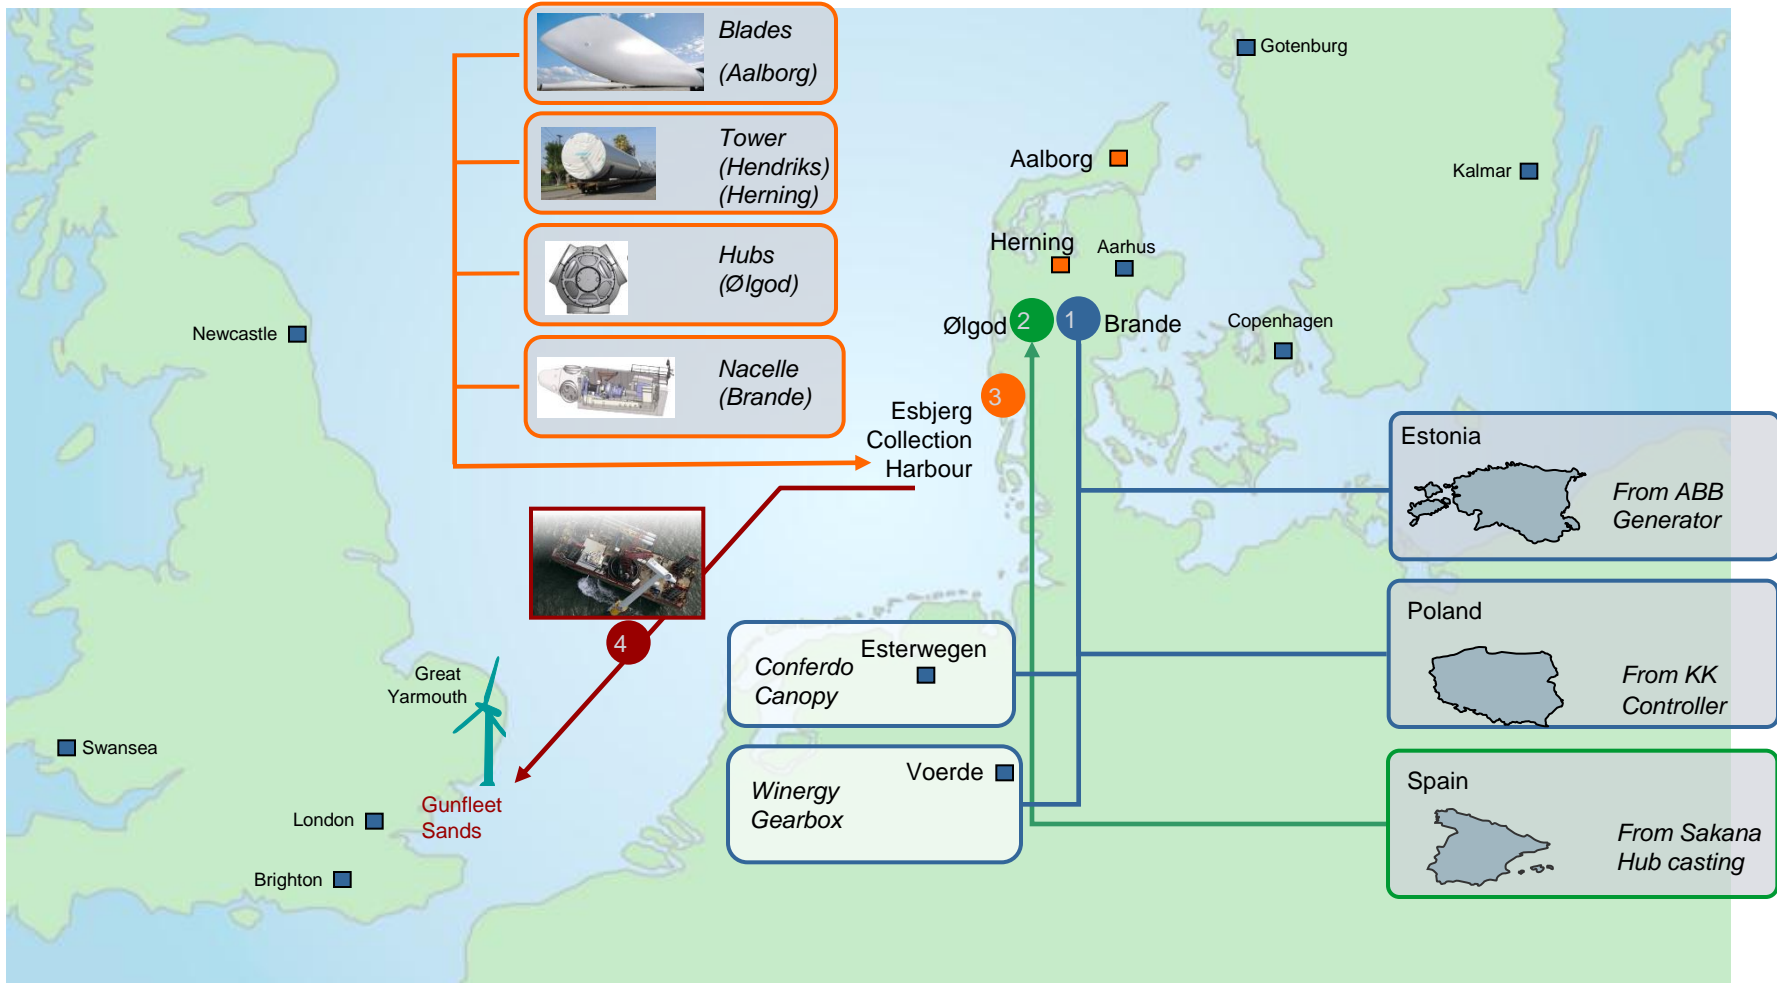 Blades
(Aalborg)
Tower
(Hendriks)
(Herning)
Hubs
(Ølgod)
Nacelle
(Brande)
Gotenburg
Kalmar
Aalborg
Herning
Aarhus
Ølgod
2
1
Brande
Copenhagen
3
Esbjerg
Collection
Harbour
Newcastle
Estonia
From ABB
Generator
Poland
From KK
Controller
Spain
From Sakana
Hub casting
4
Esterwegen
Conferdo
Canopy
Voerde
Winergy
Gearbox
Great
Yarmouth
Swansea
Gunfleet
Sands
London
Brighton